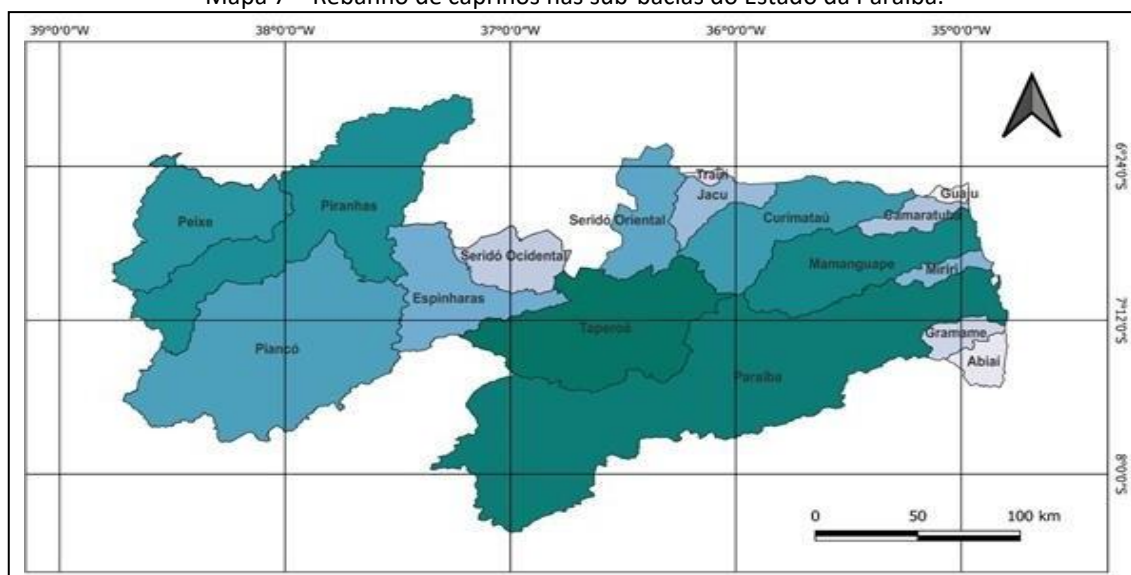 Mapa 7 – Rebanho de caprinos nas sub-bacias do Estado da Paraíba.
39°0'0"W 38°0'0"W 37°0'0"W 36°0'0"W 35°0'0"W
6°24'0"S
Trairi
Guaju
Jacu
Peixe
Piranhas
Seridó Oriental
Curimataú
Camaratuba
Seridó Ocidental
Mamanguape
Miriri
Espinharas
7°12'0"S
Taperoá
Gramame
Piancó
Abiaí
Paraíba
8°0'0"S
0 50 100 km